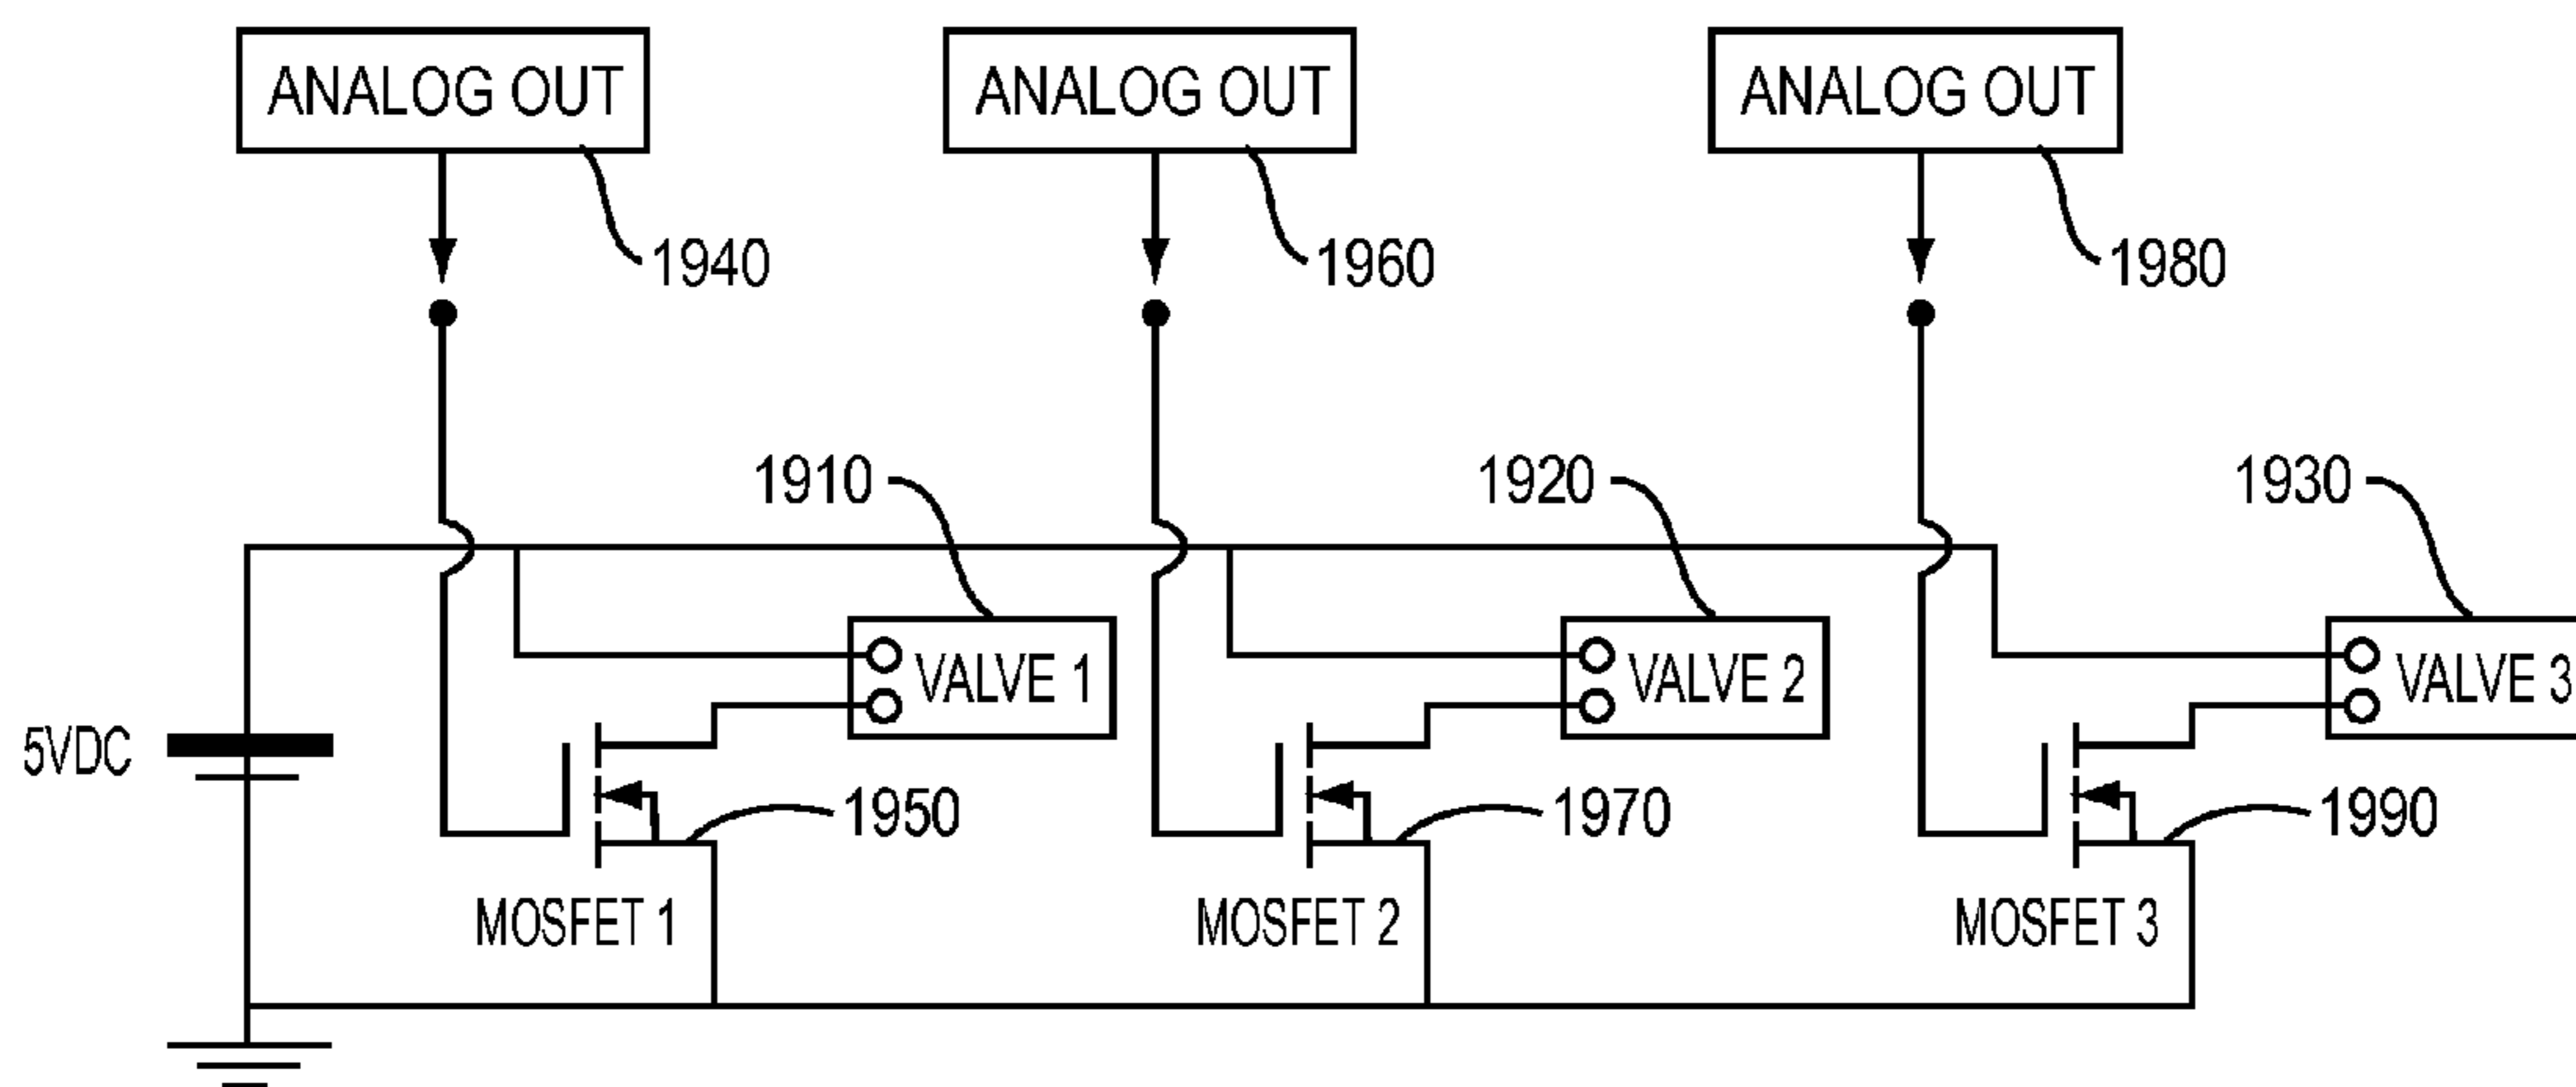 ANALOG OUT
ANALOG OUT
ANALOG OUT
1940
1960
1980
1910
1920
1930
VALVE 1
VALVE 2
VALVE 3
5VDC
1950
1970
1990
MOSFET 1
MOSFET 2
MOSFET 3